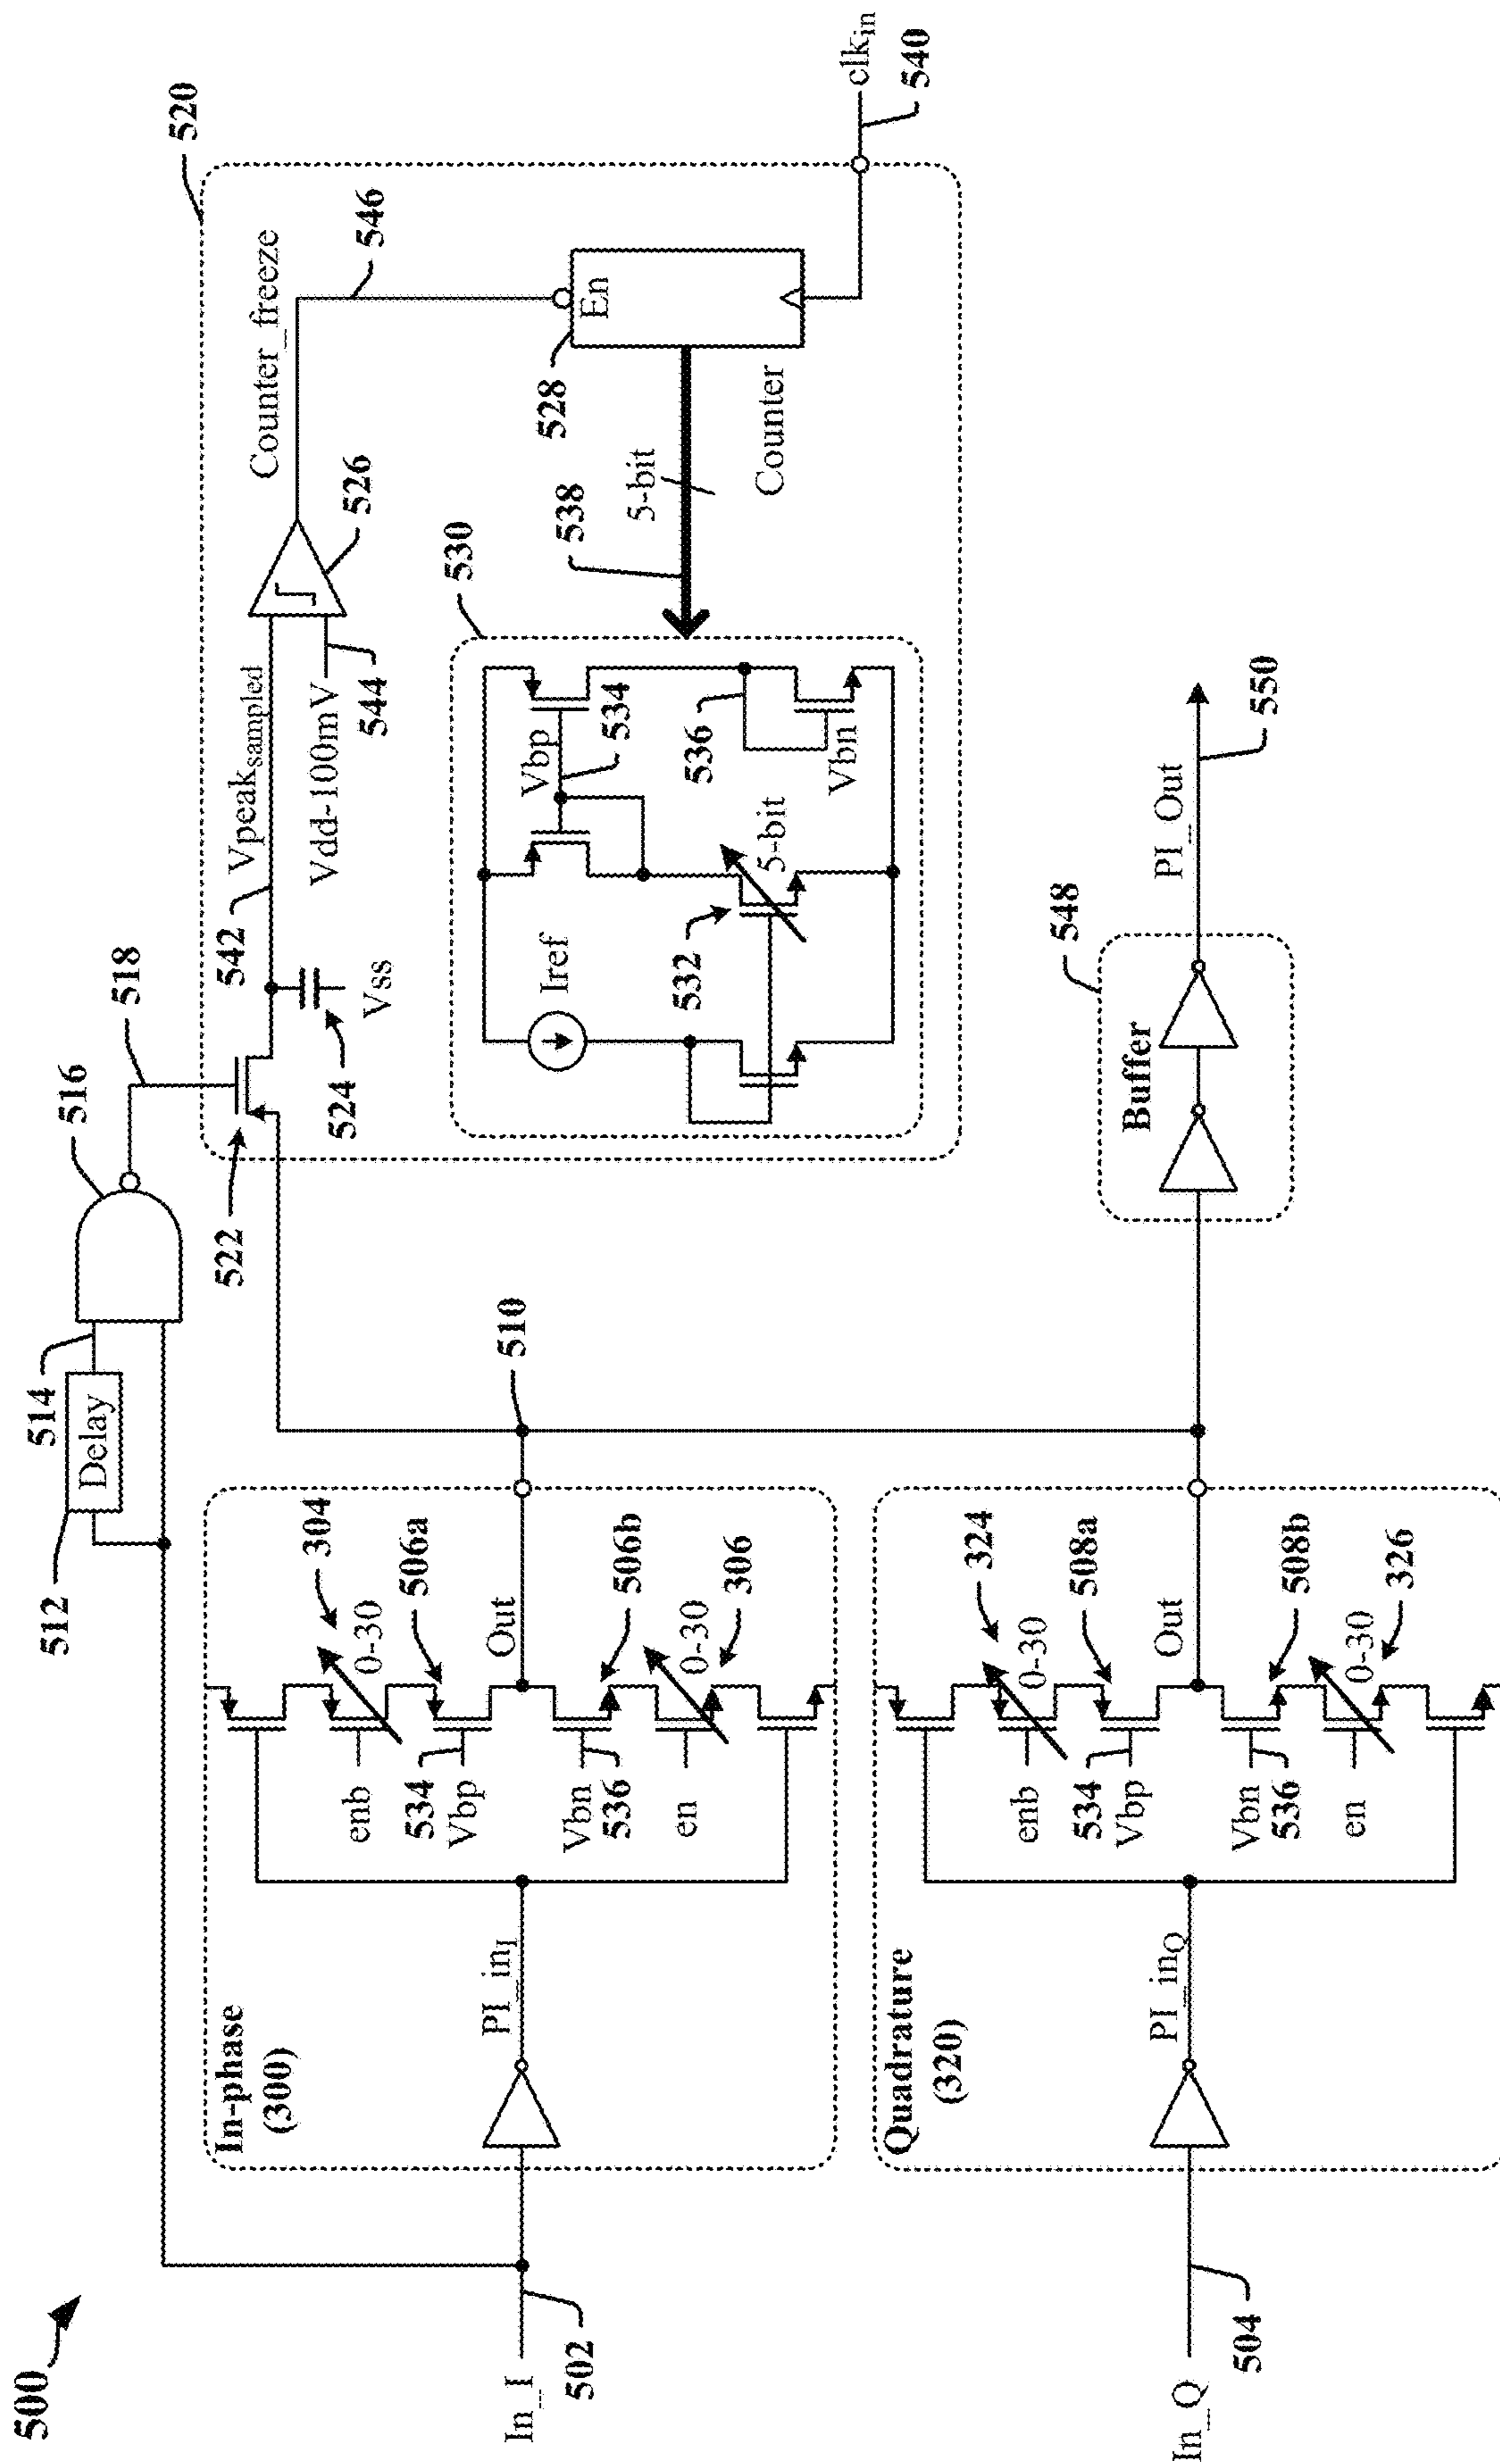 500
In_I
502
In-phase
(300)
PI_in_I
enb
534
Vbp
Vbn
536
en
304
0-30
506a
Out
506b
0-30
306
In_Q
504
Quadrature
(320)
PI_in_Q
enb
534
Vbp
Vbn
536
en
324
0-30
508a
Out
508b
0-30
326
512
514
Delay
516
518
510
520
522
524
Vss
542
Vpeak_sampled
Vdd-100mV
544
526
Counter_freeze
546
530
Iref
532
Vbp
534
536
Vbn
5-bit
538
5-bit
528
En
Counter
clk_in
540
Buffer
548
PI_Out
550